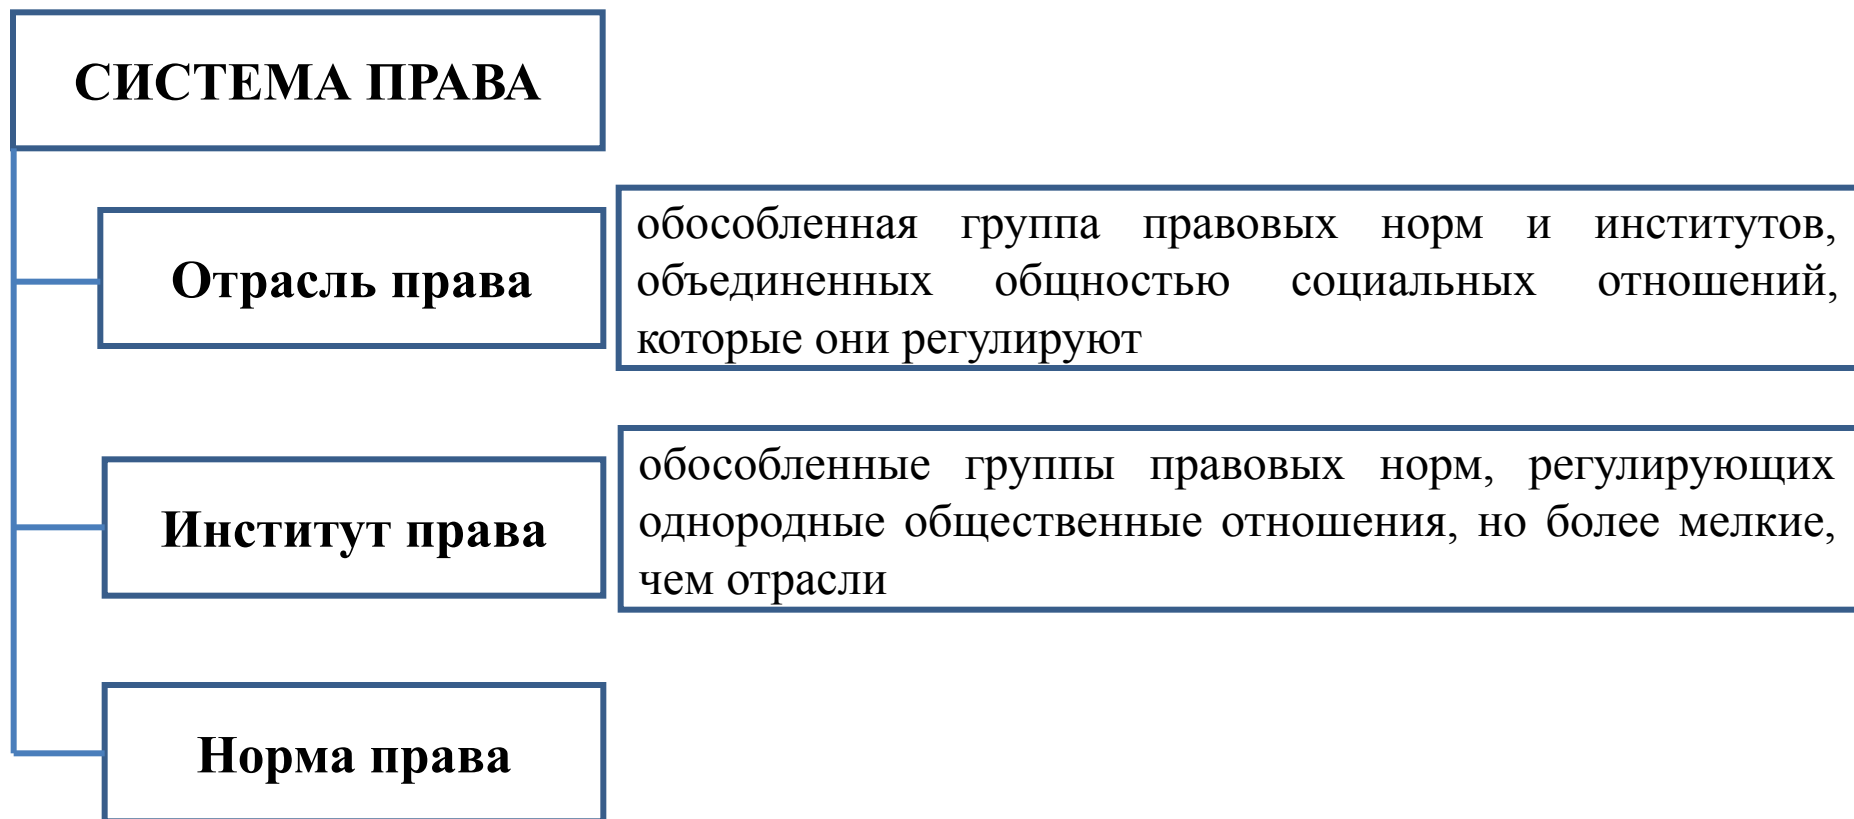 СИСТЕМА ПРАВА
Отрасль права
обособленная группа правовых норм и институтов,
объединенных общностью социальных отношений,
которые они регулируют
Институт права
обособленные группы правовых норм, регулирующих
однородные общественные отношения, но более мелкие,
чем отрасли
Норма права